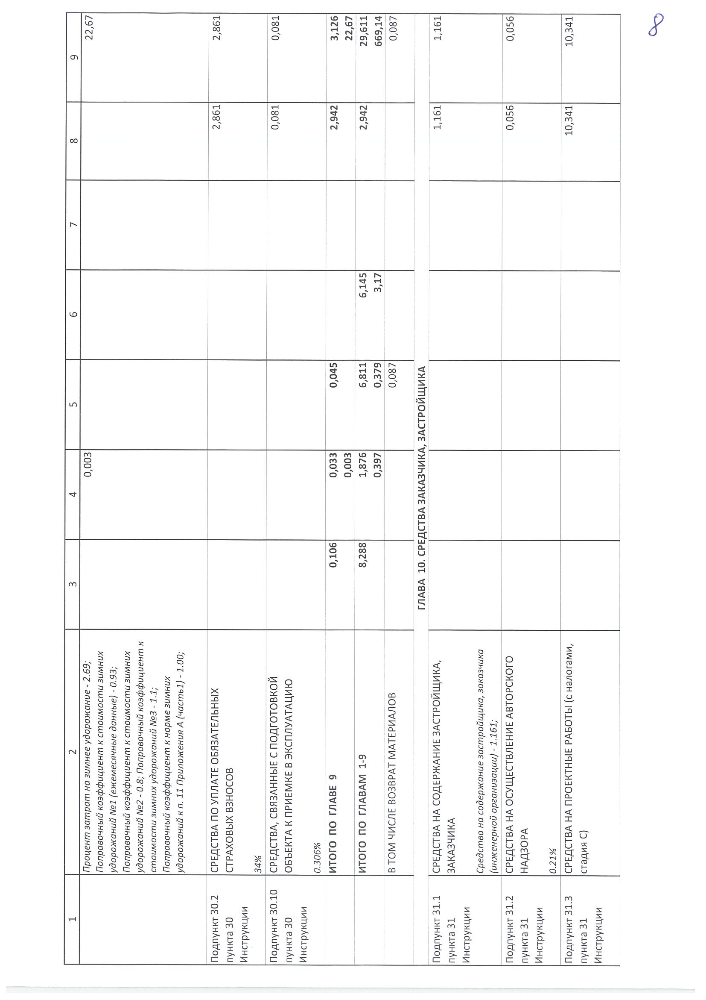 1 2 3 4 5 6 7 8 9
Процент затрат на зимнее удорожание - 2.69; 0,003 22,67
Поправочный коэффициент к стоимости зимних
удорожаний №1 (ежемесячные данные) - 0.93;
Поправочный коэффициент к стоимости зимних
удорожаний №2 - 0.8; Поправочный коэффициент к
стоимости зимних удорожаний №3 - 1.1;
Поправочный коэффициент к норме зимних
удорожаний к п. 11 Приложения А (часть1) - 1.00;
Подпункт 30.2 СРЕДСТВА ПО УПЛАТЕ ОБЯЗАТЕЛЬНЫХ 2,861 2,861
пункта 30 СТРАХОВЫХ ВЗНОСОВ
Инструкции
34%
Подпункт 30.10 СРЕДСТВА, СВЯЗАННЫЕ С ПОДГОТОВКОЙ 0,081 0,081
пункта 30 ОБЪЕКТА К ПРИЕМКЕ В ЭКСПЛУАТАЦИЮ
Инструкции
0.306%
ИТОГО ПО ГЛАВЕ 9 0,106 0,033 0,045 2,942 3,126
0,003 22,67
ИТОГО ПО ГЛАВАМ 1-9 8,288 1,876 6,811 6,145 2,942 29,611
0,397 0,379 3,17 669,14
В ТОМ ЧИСЛЕ ВОЗВРАТ МАТЕРИАЛОВ 0,087 0,087
ГЛАВА 10. СРЕДСТВА ЗАКАЗЧИКА, ЗАСТРОЙЩИКА
Подпункт 31.1 СРЕДСТВА НА СОДЕРЖАНИЕ ЗАСТРОЙЩИКА, 1,161 1,161
пункта 31 ЗАКАЗЧИКА
Инструкции
Средства на содержание застройщика, заказчика
(инженерной организации) - 1.161;
Подпункт 31.2 СРЕДСТВА НА ОСУЩЕСТВЛЕНИЕ АВТОРСКОГО 0,056 0,056
пункта 31 НАДЗОРА
Инструкции
0.21%
Подпункт 31.3 СРЕДСТВА НА ПРОЕКТНЫЕ РАБОТЫ (с налогами, 10,341 10,341
пункта 31 стадия С)
Инструкции
8